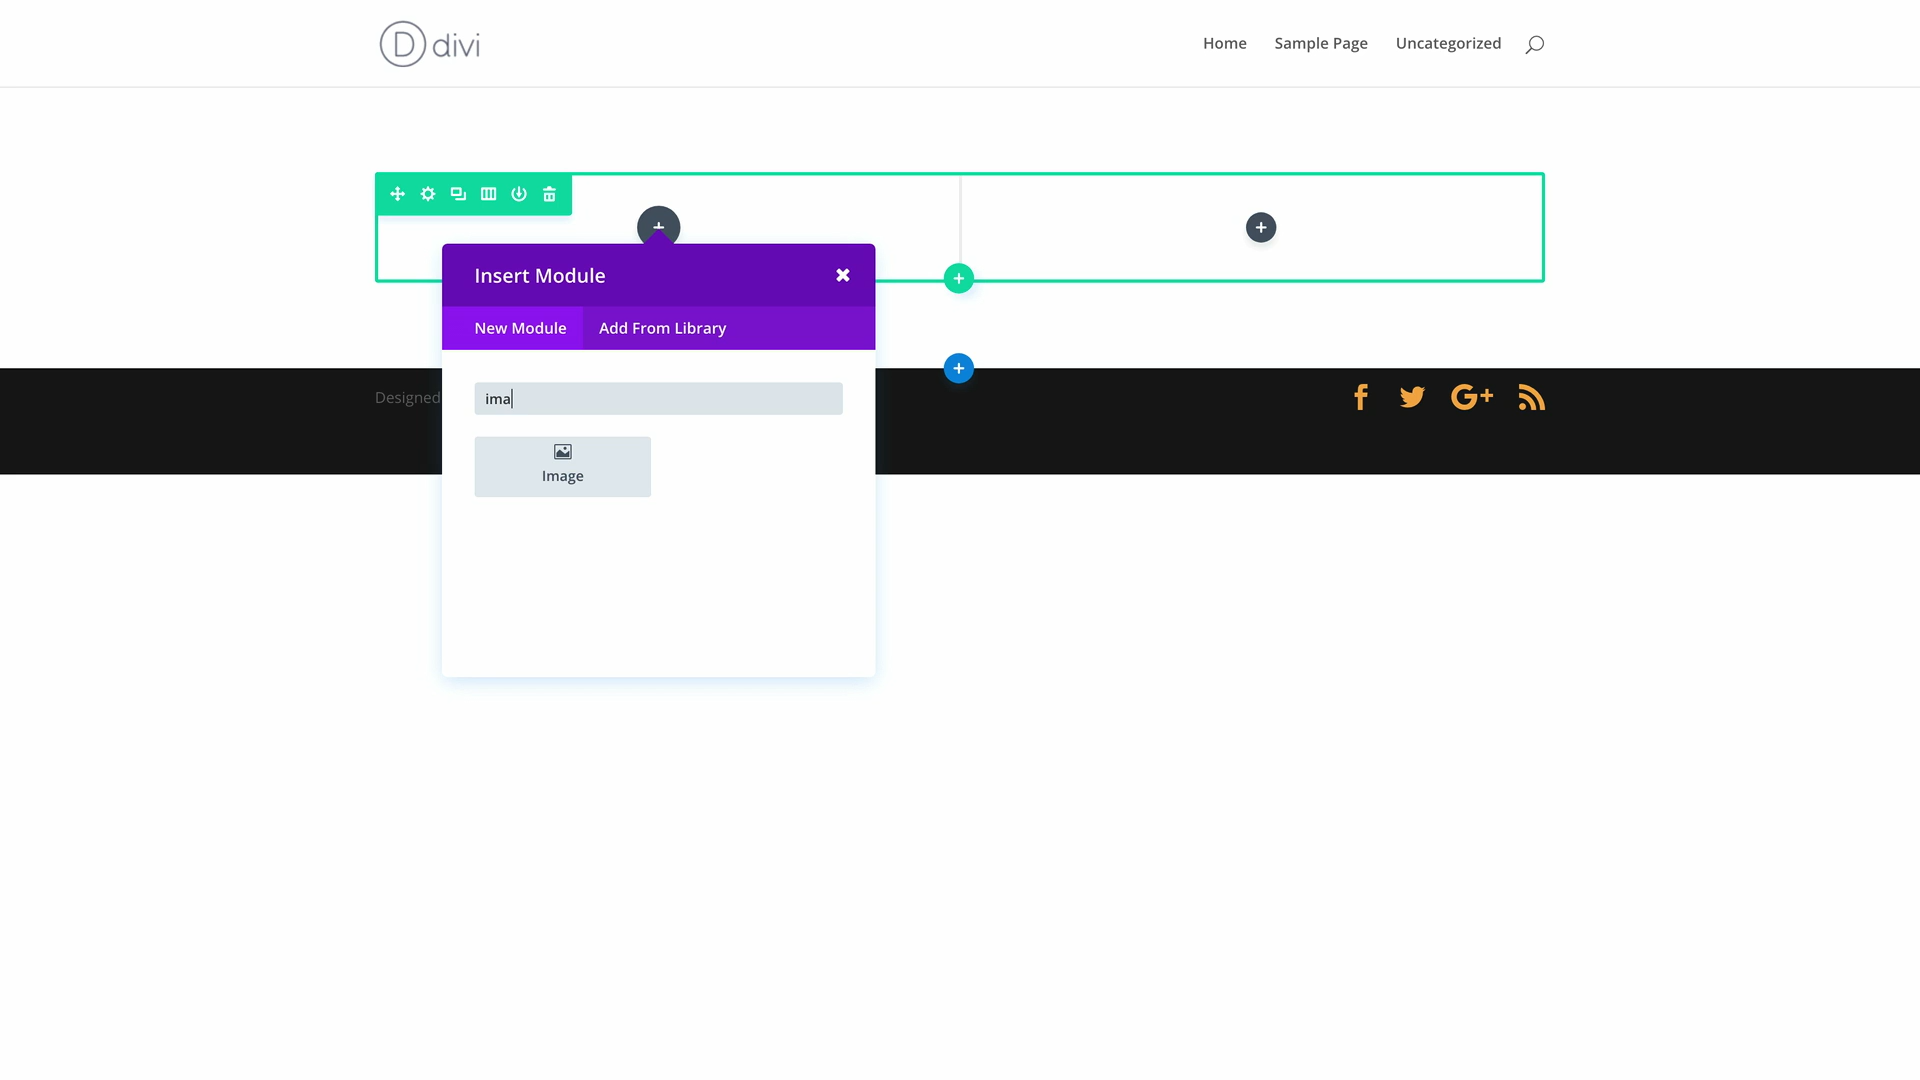 D divi
Home
Sample Page
Uncategorized
Insert Module
New Module
Add From Library
ima
Image
Designed